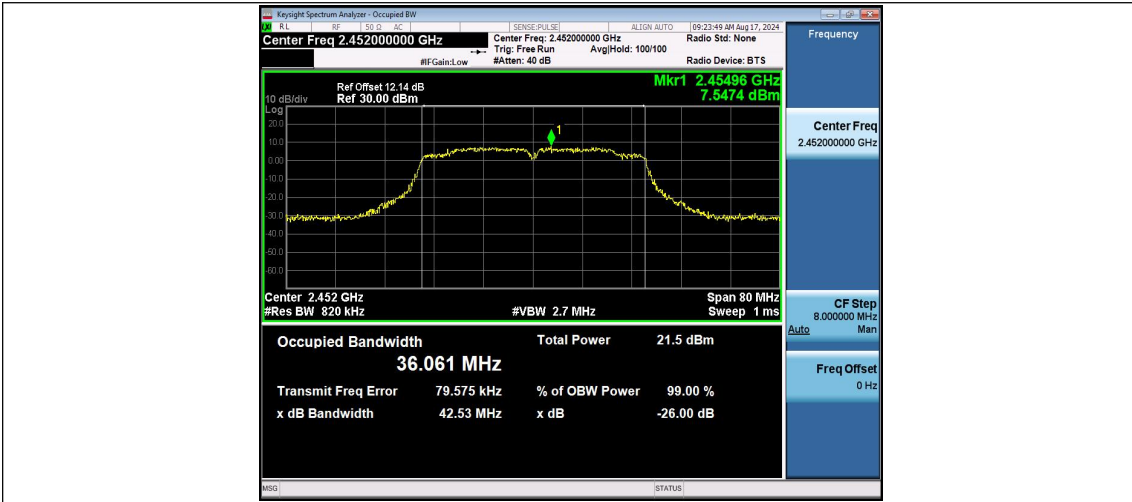 Keysight Spectrum Analyzer - Occupied BW
RL RF 50 Ω AC SENSE:PULSE ALIGN AUTO 09:23:49 AM Aug 17, 2024
Center Freq 2.452000000 GHz
Center Freq: 2.452000000 GHz Radio Std: None
Trig: Free Run Avg|Hold: 100/100
#IFGain:Low #Atten: 40 dB Radio Device: BTS
Frequency
Mkr1 2.45496 GHz
7.5474 dBm
Ref Offset 12.14 dB
10 dB/div Ref 30.00 dBm
Log
20.0
10.0
0.00
-10.0
-20.0
-30.0
-40.0
-50.0
-60.0
1
Center Freq
2.452000000 GHz
Center 2.452 GHz Span 80 MHz
#Res BW 820 kHz #VBW 2.7 MHz Sweep 1 ms
CF Step
8.000000 MHz
Auto Man
Occupied Bandwidth Total Power 21.5 dBm
36.061 MHz
Transmit Freq Error 79.575 kHz % of OBW Power 99.00 %
x dB Bandwidth 42.53 MHz x dB -26.00 dB
Freq Offset
0 Hz
MSG STATUS